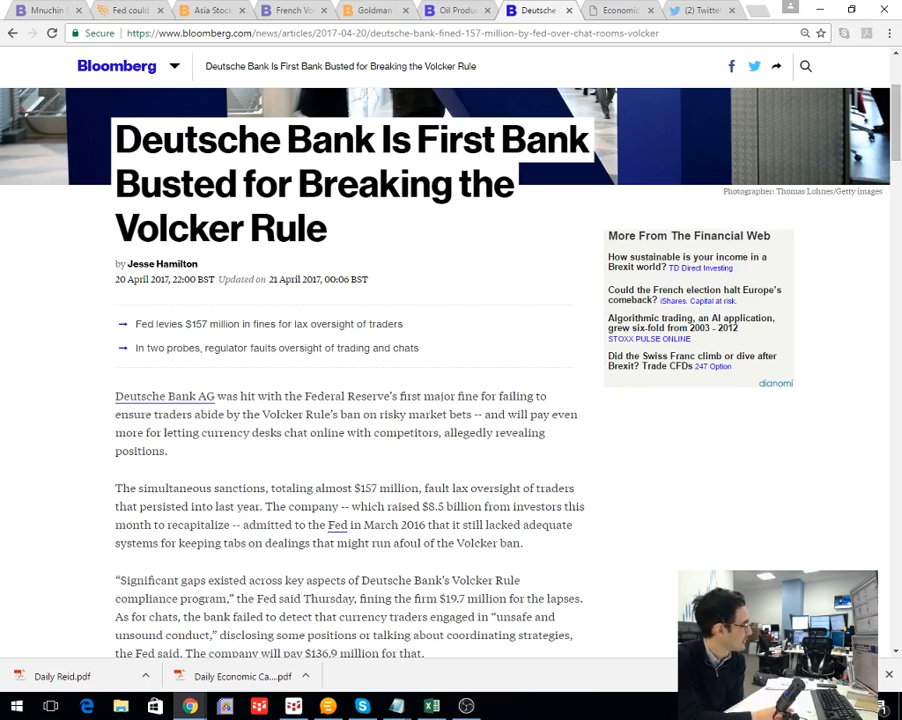 Mnuchin
Fed could
Asia Stock
French Vo
Goldman
Oil Produ
Deutsche
Economic
(2) Twitter
Secure
https://www.bloomberg.com/news/articles/2017-04-20/deutsche-bank-fined-157-million-by-fed-over-chat-rooms-volcker
Bloomberg
Deutsche Bank Is First Bank Busted for Breaking the Volcker Rule
Deutsche Bank Is First Bank
Busted for Breaking the
Volcker Rule
Photographer: Thomas Lohnes/Getty images
by Jesse Hamilton
20 April 2017, 22:00 BST Updated on 21 April 2017, 00:06 BST
→ Fed levies $157 million in fines for lax oversight of traders
→ In two probes, regulator faults oversight of trading and chats
Deutsche Bank AG was hit with the Federal Reserve's first major fine for failing to
ensure traders abide by the Volcker Rule's ban on risky market bets -- and will pay even
more for letting currency desks chat online with competitors, allegedly revealing
positions.
The simultaneous sanctions, totaling almost $157 million, fault lax oversight of traders
that persisted into last year. The company -- which raised $8.5 billion from investors this
month to recapitalize -- admitted to the Fed in March 2016 that it still lacked adequate
systems for keeping tabs on dealings that might run afoul of the Volcker ban.
“Significant gaps existed across key aspects of Deutsche Bank's Volcker Rule
compliance program,” the Fed said Thursday, fining the firm $19.7 million for the lapses.
As for chats, the bank failed to detect that currency traders engaged in “unsafe and
unsound conduct,” disclosing some positions or talking about coordinating strategies,
the Fed said. The company will pay $136.9 million for that.
More From The Financial Web
How sustainable is your income in a
Brexit world? TD Direct Investing
Could the French election halt Europe's
comeback? iShares. Capital at risk.
Algorithmic trading, an AI application,
grew six-fold from 2003 - 2012
STOXX PULSE ONLINE
Did the Swiss Franc climb or dive after
Brexit? Trade CFDs 247 Option
dianomi
Daily Reid.pdf
Daily Economic Ca....pdf